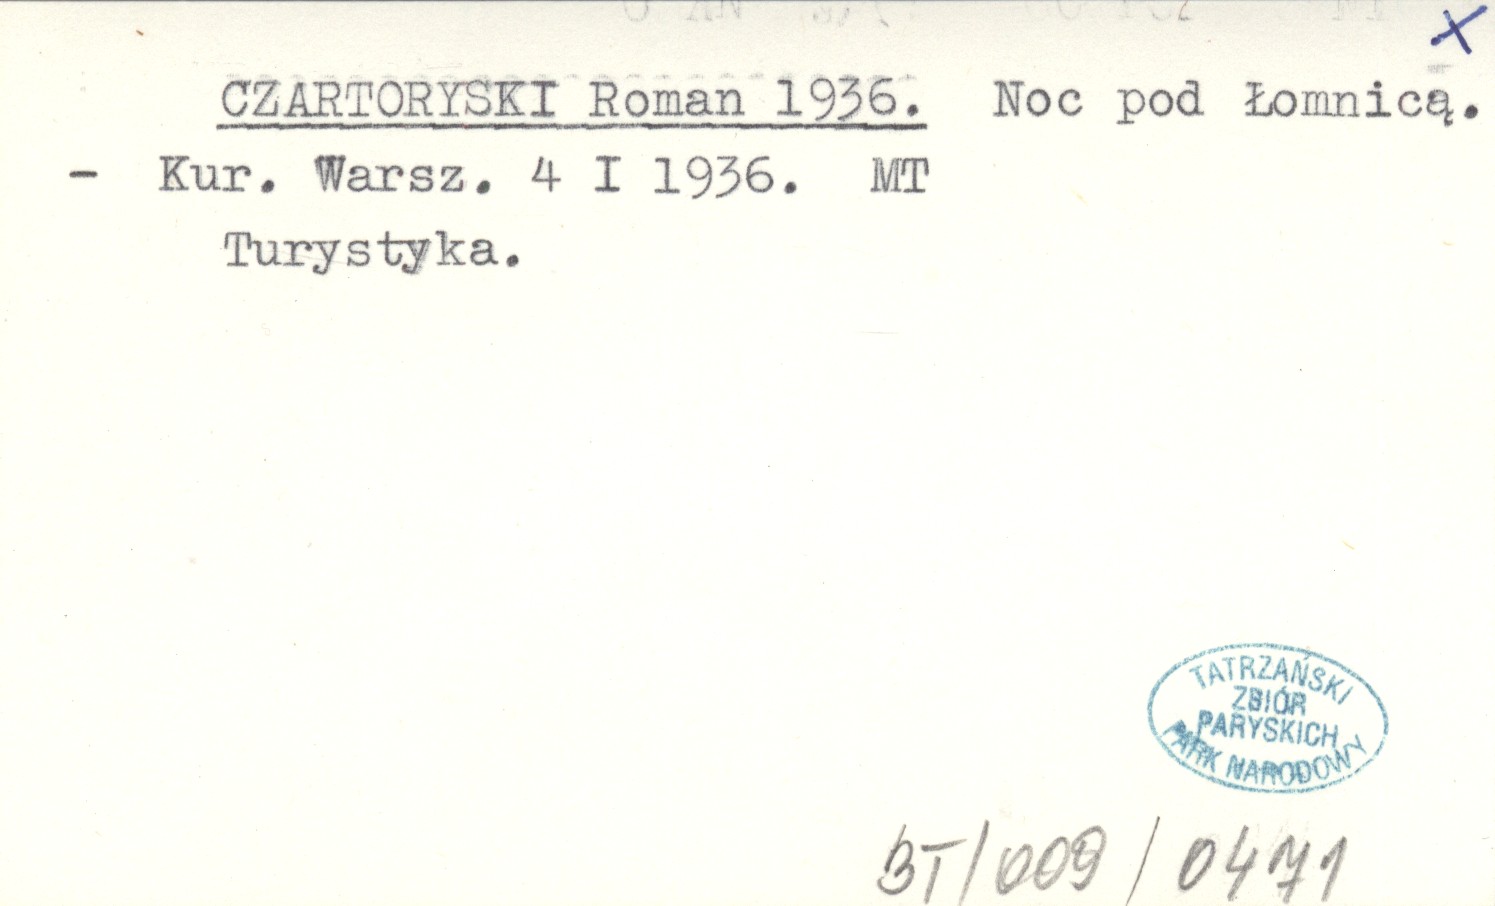 CZARTORYSKI Roman 1936. Noc pod Łomnicą.
- Kur. Warsz. 4 I 1936. MT
Turystyka.
TATRZAŃSKI
ZBIÓR
PARYSKICH
PARK NARODOWY
BT/009/0471